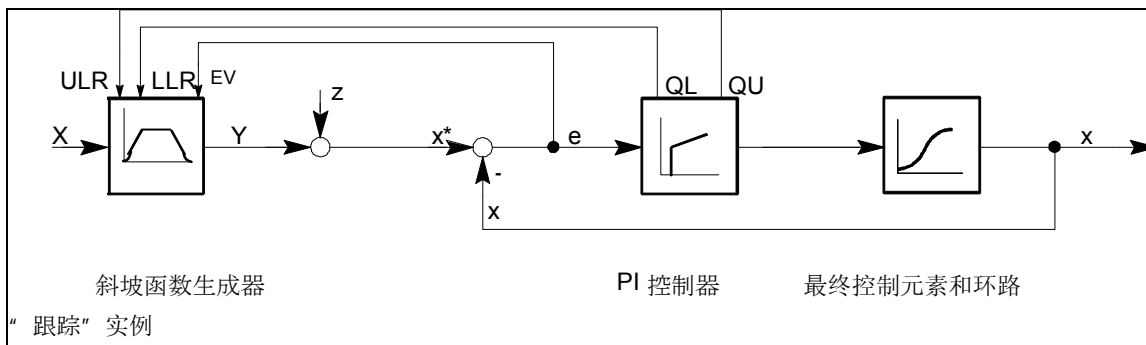 ULR LLR EV
QL QU
z
X Y x* e x
-
x
斜坡函数生成器 PI 控制器 最终控制元素和环路
“ 跟踪” 实例